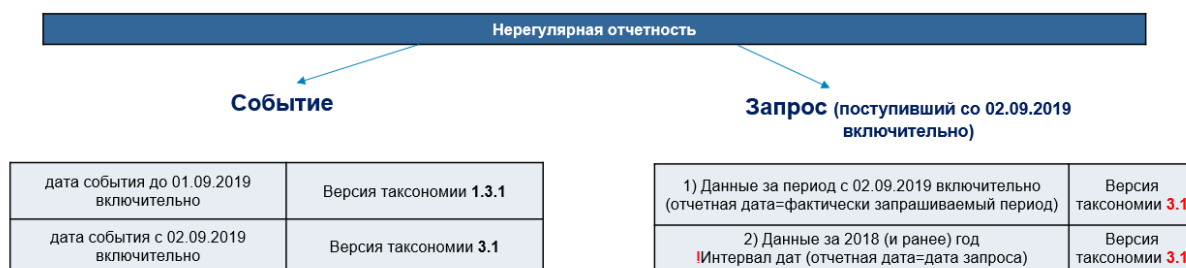 Нерегулярная отчетность
Событие
Запрос (поступивший со 02.09.2019
включительно)
дата события до 01.09.2019
включительно
Версия таксономии 1.3.1
дата события с 02.09.2019
включительно
Версия таксономии 3.1
1) Данные за период с 02.09.2019 включительно
(отчетная дата=фактически запрашиваемый период)
Версия
таксономии 3.1
2) Данные за 2018 (и ранее) год
!Интервал дат (отчетная дата=дата запроса)
Версия
таксономии 3.1